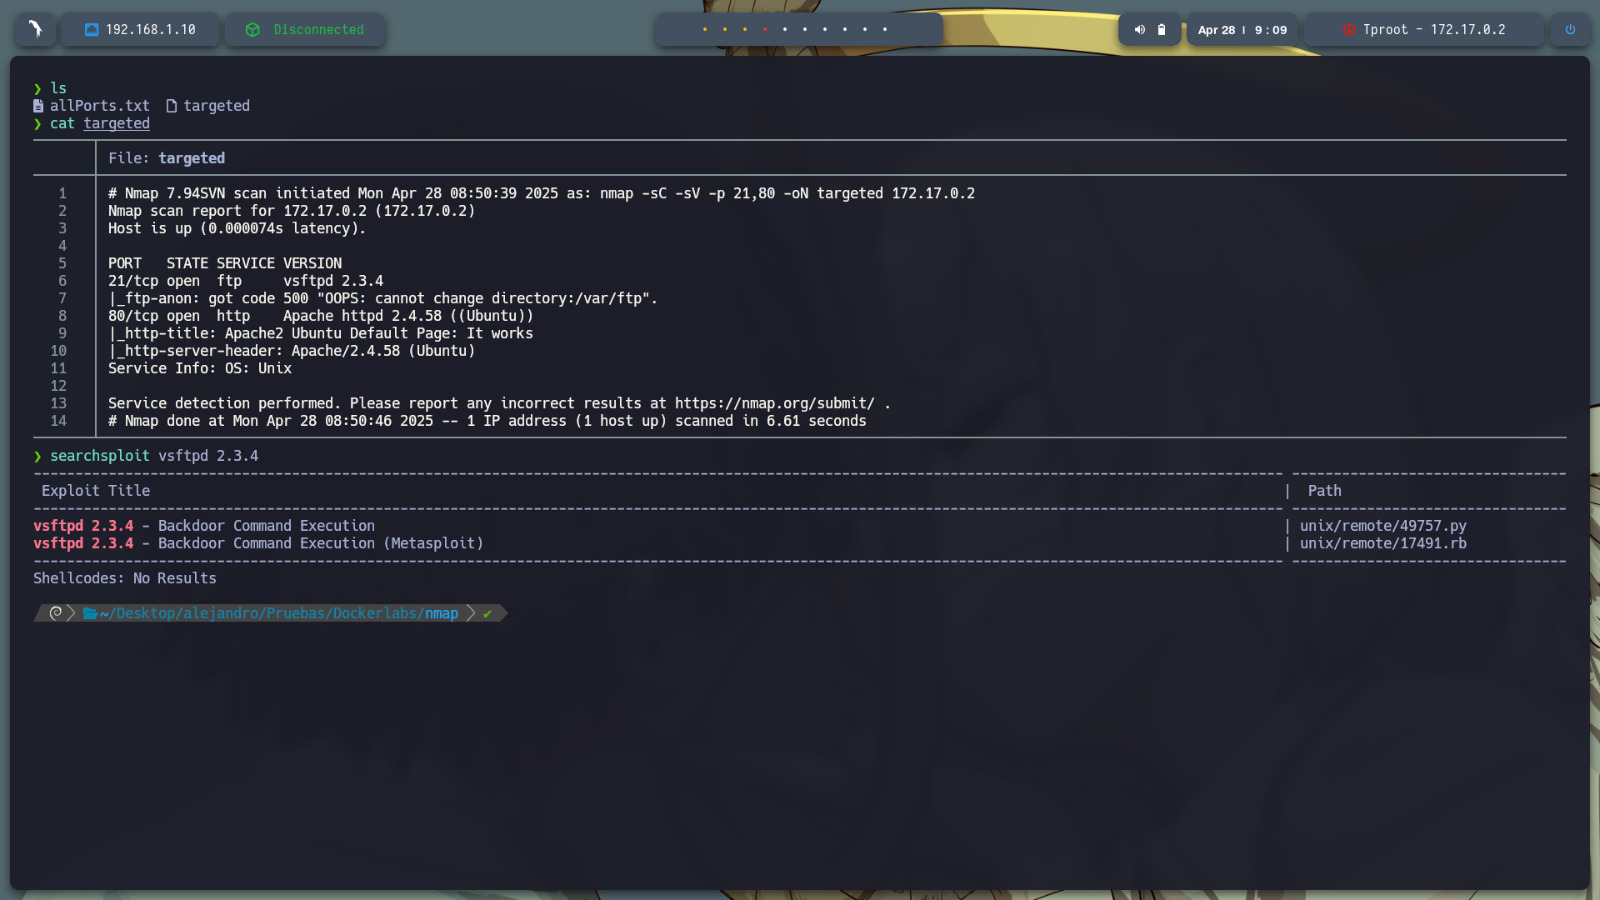 192.168.1.10
Disconnected
Apr 28 | 9:09
Tproot - 172.17.0.2
❯ ls
allPorts.txt targeted
❯ cat targeted
File: targeted
1 # Nmap 7.94SVN scan initiated Mon Apr 28 08:50:39 2025 as: nmap -sC -sV -p 21,80 -oN targeted 172.17.0.2
2 Nmap scan report for 172.17.0.2 (172.17.0.2)
3 Host is up (0.000074s latency).
4
5 PORT   STATE SERVICE VERSION
6 21/tcp open  ftp     vsftpd 2.3.4
7 |_ftp-anon: got code 500 "OOPS: cannot change directory:/var/ftp".
8 80/tcp open  http    Apache httpd 2.4.58 ((Ubuntu))
9 |_http-title: Apache2 Ubuntu Default Page: It works
10 |_http-server-header: Apache/2.4.58 (Ubuntu)
11 Service Info: OS: Unix
12
13 Service detection performed. Please report any incorrect results at https://nmap.org/submit/ .
14 # Nmap done at Mon Apr 28 08:50:46 2025 -- 1 IP address (1 host up) scanned in 6.61 seconds
❯ searchsploit vsftpd 2.3.4
Exploit Title | Path
vsftpd 2.3.4 - Backdoor Command Execution | unix/remote/49757.py
vsftpd 2.3.4 - Backdoor Command Execution (Metasploit) | unix/remote/17491.rb
Shellcodes: No Results
~/Desktop/alejandro/Pruebas/Dockerlabs/nmap ✔